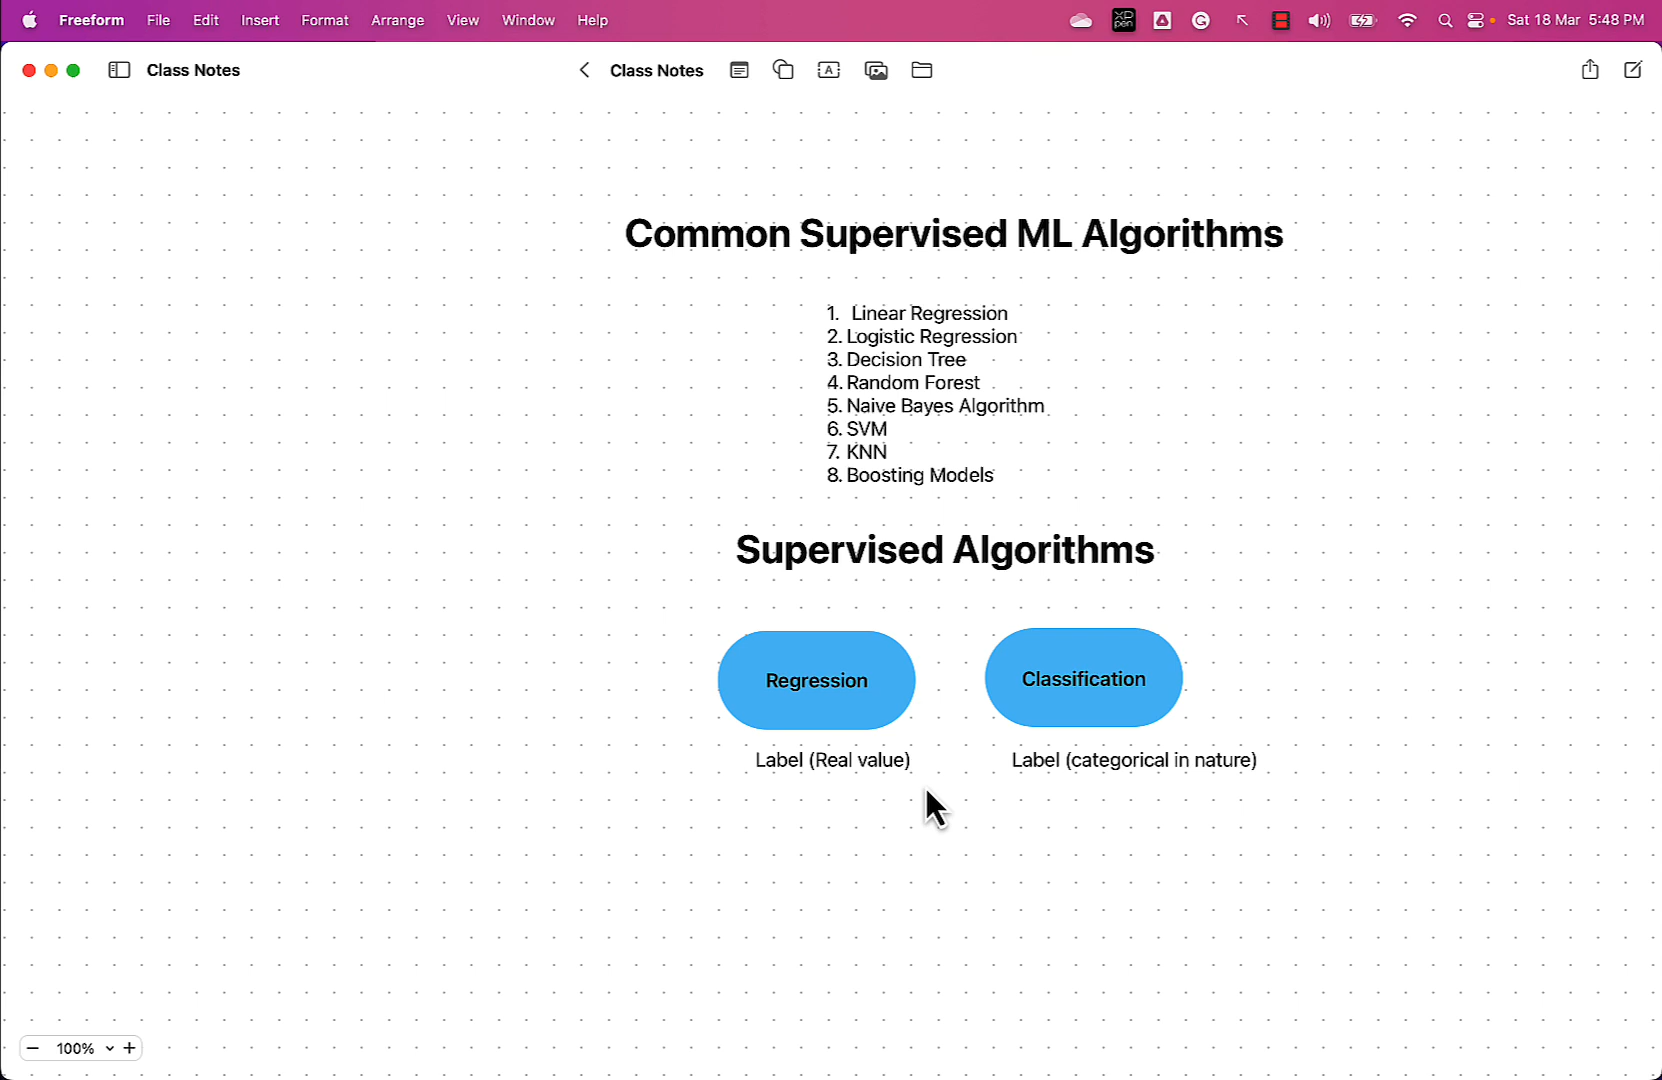 Freeform File Edit Insert Format Arrange View Window Help XP pen Sat 18 Mar 5:48 PM
Class Notes Class Notes
Common Supervised ML Algorithms
1. Linear Regression
2. Logistic Regression
3. Decision Tree
4. Random Forest
5. Naive Bayes Algorithm
6. SVM
7. KNN
8. Boosting Models
Supervised Algorithms
Regression Classification
Label (Real value) Label (categorical in nature)
100%